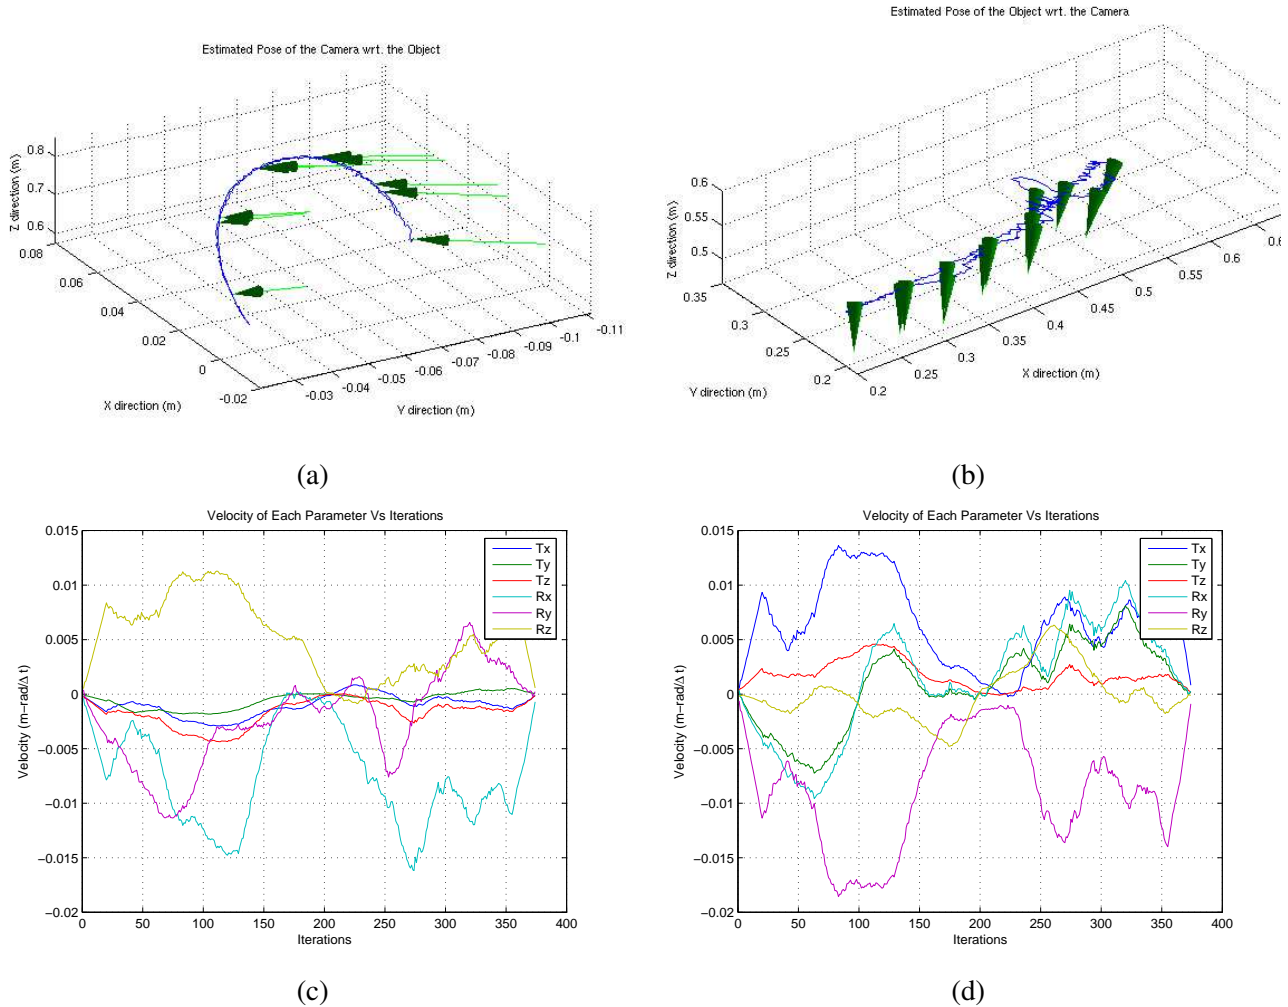 Estimated Pose of the Camera wrt. the Object
0.8
0.7
0.6
Z direction (m)
0.08
0.06
0.04
0.02
0
-0.02
X direction (m)
-0.03
-0.04
-0.05
-0.06
-0.07
-0.08
-0.09
-0.1
-0.11
Y direction (m)
(a)
Estimated Pose of the Object wrt. the Camera
0.6
0.55
0.5
Z direction (m)
0.35
0.3
0.25
0.2
Y direction (m)
0.2
0.25
0.3
0.35
0.4
0.45
0.5
0.55
0.6
0.6
X direction (m)
(b)
Velocity of Each Parameter Vs Iterations
0.015
0.01
0.005
0
−0.005
−0.01
−0.015
−0.02
Velocity (m−rad/Δ t)
Tx
Ty
Tz
Rx
Ry
Rz
0 50 100 150 200 250 300 350 400
Iterations
(c)
Velocity of Each Parameter Vs Iterations
0.015
0.01
0.005
0
−0.005
−0.01
−0.015
−0.02
Velocity (m−rad/Δ t)
Tx
Ty
Tz
Rx
Ry
Rz
0 50 100 150 200 250 300 350 400
Iterations
(d)